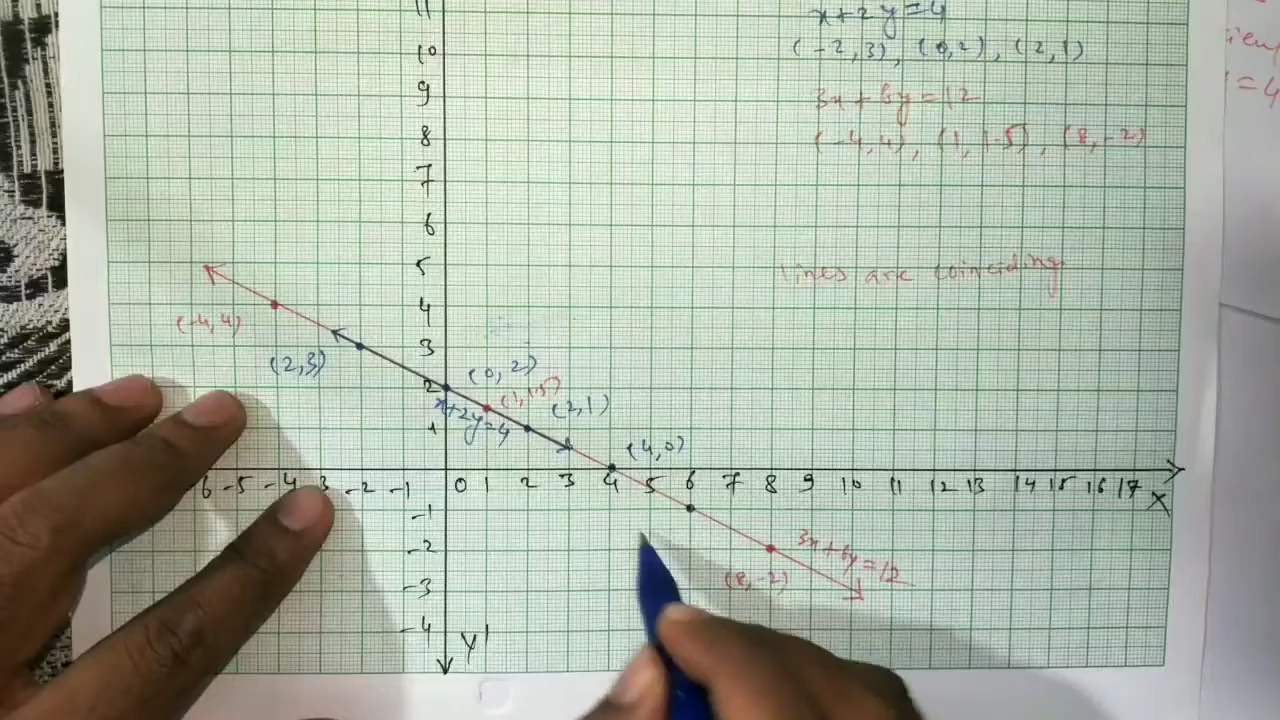 11
x+2y=4
10
(-2,3), (0,2), (2,1)
9
3x+6y=12
=4
8
(-4,4), (1,1.5), (8,-2)
7
6
5
lines are coinciding
4
(-4,4)
3
(2,3)
(0,2)
2
(1,1.5)
(2,1)
x+2y=4
1
(4,0)
-6 -5 -4 3 -2 -1 0 1 2 3 4 5 6 7 8 9 10 11 12 13 14 15 16 17 X
-1
-2
3x+6y=12
(8,-2)
-3
-4
Y'